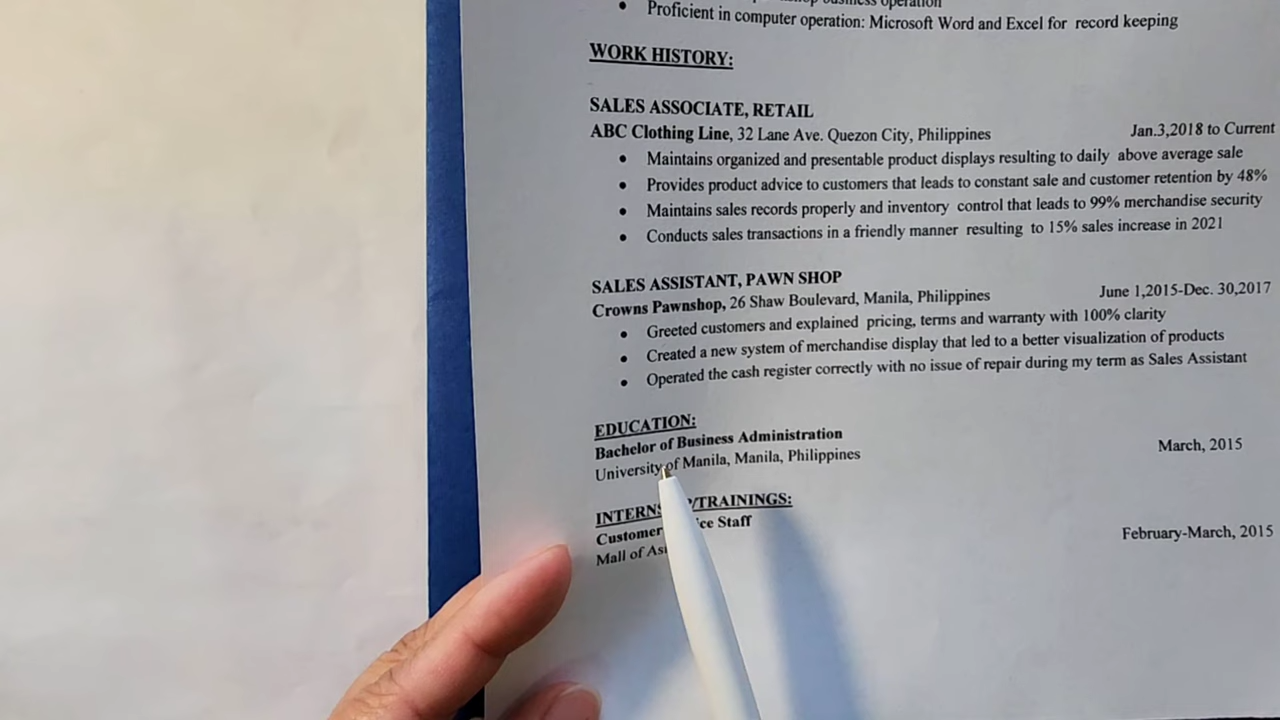 business operation
• Proficient in computer operation: Microsoft Word and Excel for record keeping
WORK HISTORY:
SALES ASSOCIATE, RETAIL
ABC Clothing Line, 32 Lane Ave. Quezon City, Philippines Jan.3,2018 to Current
• Maintains organized and presentable product displays resulting to daily above average sale
• Provides product advice to customers that leads to constant sale and customer retention by 48%
• Maintains sales records properly and inventory control that leads to 99% merchandise security
• Conducts sales transactions in a friendly manner resulting to 15% sales increase in 2021
SALES ASSISTANT, PAWN SHOP
Crowns Pawnshop, 26 Shaw Boulevard, Manila, Philippines June 1,2015-Dec. 30,2017
• Greeted customers and explained pricing, terms and warranty with 100% clarity
• Created a new system of merchandise display that led to a better visualization of products
• Operated the cash register correctly with no issue of repair during my term as Sales Assistant
EDUCATION:
Bachelor of Business Administration March, 2015
University of Manila, Manila, Philippines
/TRAININGS:
Customer Staff February-March, 2015
Mall of